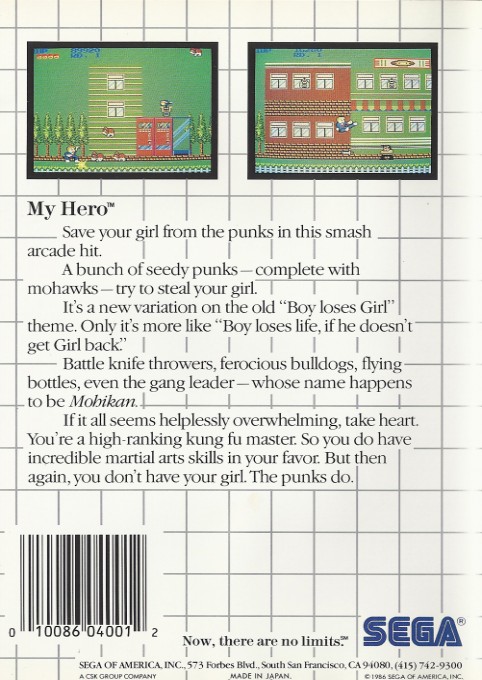 My Hero™
Save your girl from the punks in this smash
arcade hit.
A bunch of seedy punks—complete with
mohawks—try to steal your girl.
It's a new variation on the old "Boy loses Girl"
theme. Only it's more like "Boy loses life, if he doesn't
get Girl back."
Battle knife throwers, ferocious bulldogs, flying
bottles, even the gang leader—whose name happens
to be Mohikan.
If it all seems helplessly overwhelming, take heart.
You're a high-ranking kung fu master. So you do have
incredible martial arts skills in your favor. But then
again, you don't have your girl. The punks do.
0 10086 04001 2
Now, there are no limits.℠
SEGA®
SEGA OF AMERICA, INC., 573 Forbes Blvd., South San Francisco, CA 94080, (415) 742-9300
A CSK GROUP COMPANY MADE IN JAPAN. ©1986 SEGA OF AMERICA, INC.